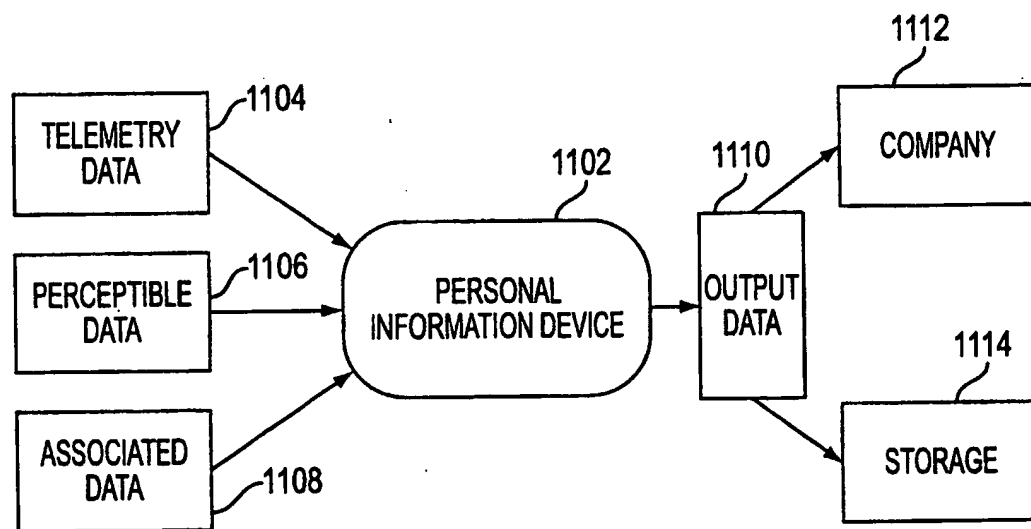 1112
1104
TELEMETRY
DATA
COMPANY
1102
1110
1106
PERCEPTIBLE
DATA
PERSONAL
INFORMATION DEVICE
OUTPUT
DATA
1114
ASSOCIATED
DATA
1108
STORAGE